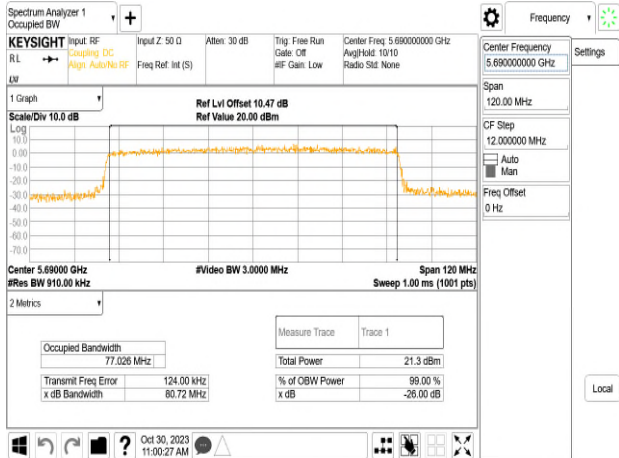 Spectrum Analyzer 1
Occupied BW
+
Frequency
KEYSIGHT Input: RF Input Z: 50 Ω Atten: 30 dB Trig: Free Run Center Freq: 5.690000000 GHz
RL Coupling: DC Gate: Off Avg|Hold: 10/10
Align: Auto/No RF Freq Ref: Int (S) #IF Gain: Low Radio Std: None
Center Frequency
5.690000000 GHz
Settings
Span
120.00 MHz
CF Step
12.000000 MHz
Auto
Man
Freq Offset
0 Hz
Local
1 Graph
Ref Lvl Offset 10.47 dB
Scale/Div 10.0 dB Ref Value 20.00 dBm
Log
10.0
0.00
-10.0
-20.0
-30.0
-40.0
-50.0
-60.0
-70.0
Center 5.69000 GHz #Video BW 3.0000 MHz Span 120 MHz
#Res BW 910.00 kHz Sweep 1.00 ms (1001 pts)
2 Metrics
Measure Trace Trace 1
Occupied Bandwidth
77.026 MHz Total Power 21.3 dBm
Transmit Freq Error 124.00 kHz % of OBW Power 99.00 %
x dB Bandwidth 80.72 MHz x dB -26.00 dB
?
Oct 30, 2023
11:00:27 AM